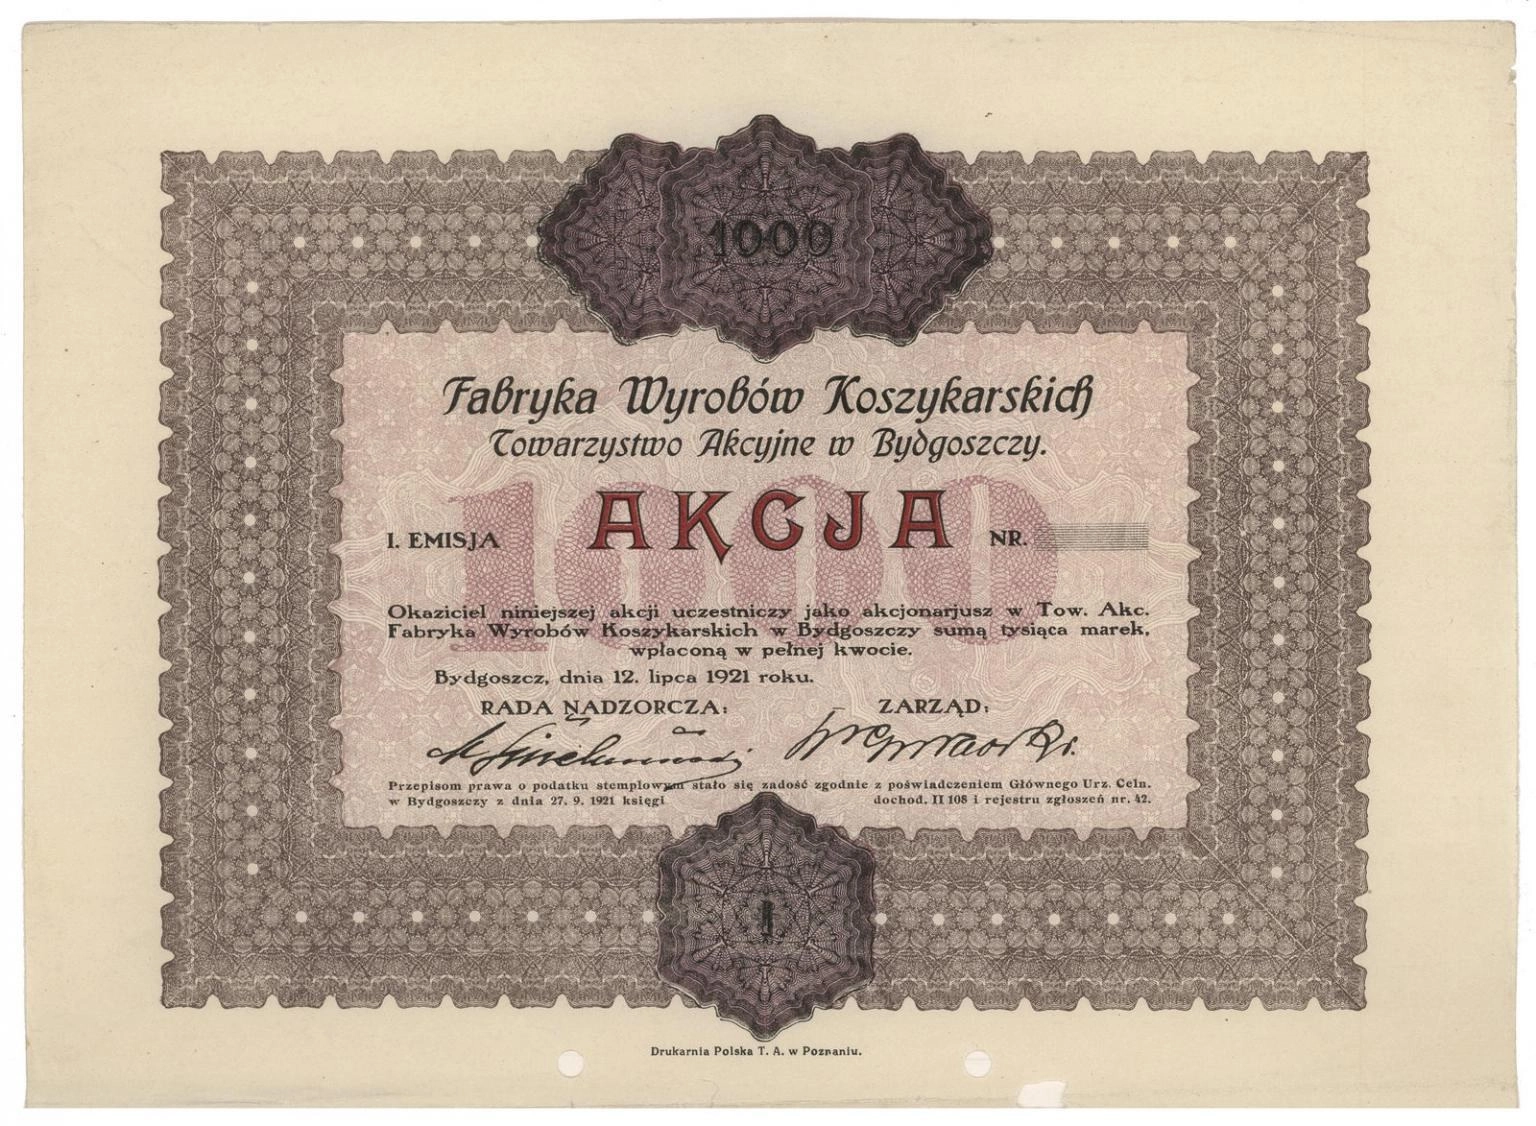 1000
Fabryka Wyrobów Koszykarskich
Towarzystwo Akcyjne w Bydgoszczy.
1000
AKCJA
I. EMISJA
NR.
Okaziciel niniejszej akcji uczestniczy jako akcjonarjusz w Tow. Akc.
Fabryka Wyrobów Koszykarskich w Bydgoszczy sumą tysiąca marek,
wpłaconą w pełnej kwocie.
Bydgoszcz, dnia 12. lipca 1921 roku.
RADA NADZORCZA:
ZARZĄD:
Przepisom prawa o podatku stemplowym stało się zadość zgodnie z poświadczeniem Głównego Urz. Celn.
w Bydgoszczy z dnia 27. 9. 1921 księgi dochod. II 108 i rejestru zgłoszeń nr. 42.
I.
Drukarnia Polska T. A. w Poznaniu.